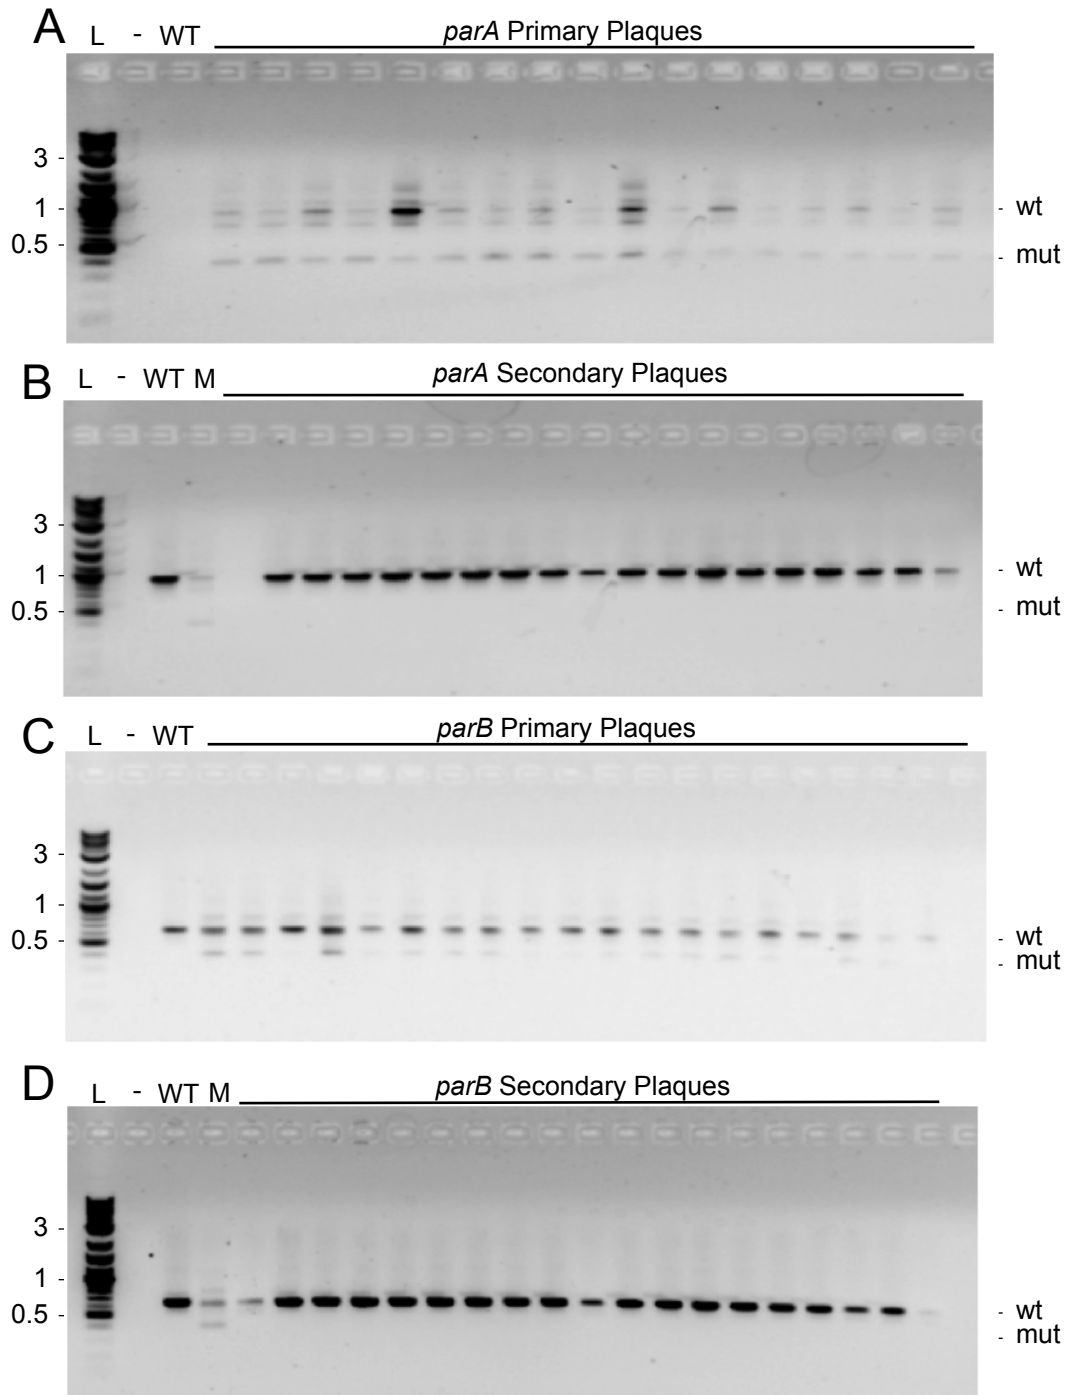 A L - WT parA Primary Plaques
3 -
1 - - wt
0.5 - - mut
B L - WT M parA Secondary Plaques
3 -
1 - - wt
0.5 - - mut
C L - WT parB Primary Plaques
3 -
1 -
0.5 - - wt
- mut
D L - WT M parB Secondary Plaques
3 -
1 -
0.5 - - wt
- mut